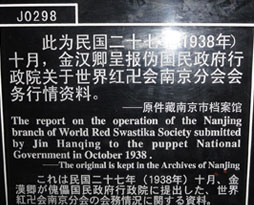 J0298
此为民国二十七年(1938年)
十月，金汉卿呈报伪国民政府行
政院关于世界红卍会南京分会会
务行情资料。
——原件藏南京市档案馆
The report on the operation of the Nanjing
branch of World Red Swastika Society submitted
by Jin Hanqing to the puppet National
Government in October 1938 .
——The original is kept in the Archives of Nanjing
これは民国二十七年(1938年)十月、金
漢卿が傀儡国民政府行政院に提出した、世界
紅卍会南京分会の会務情況に関する資料。